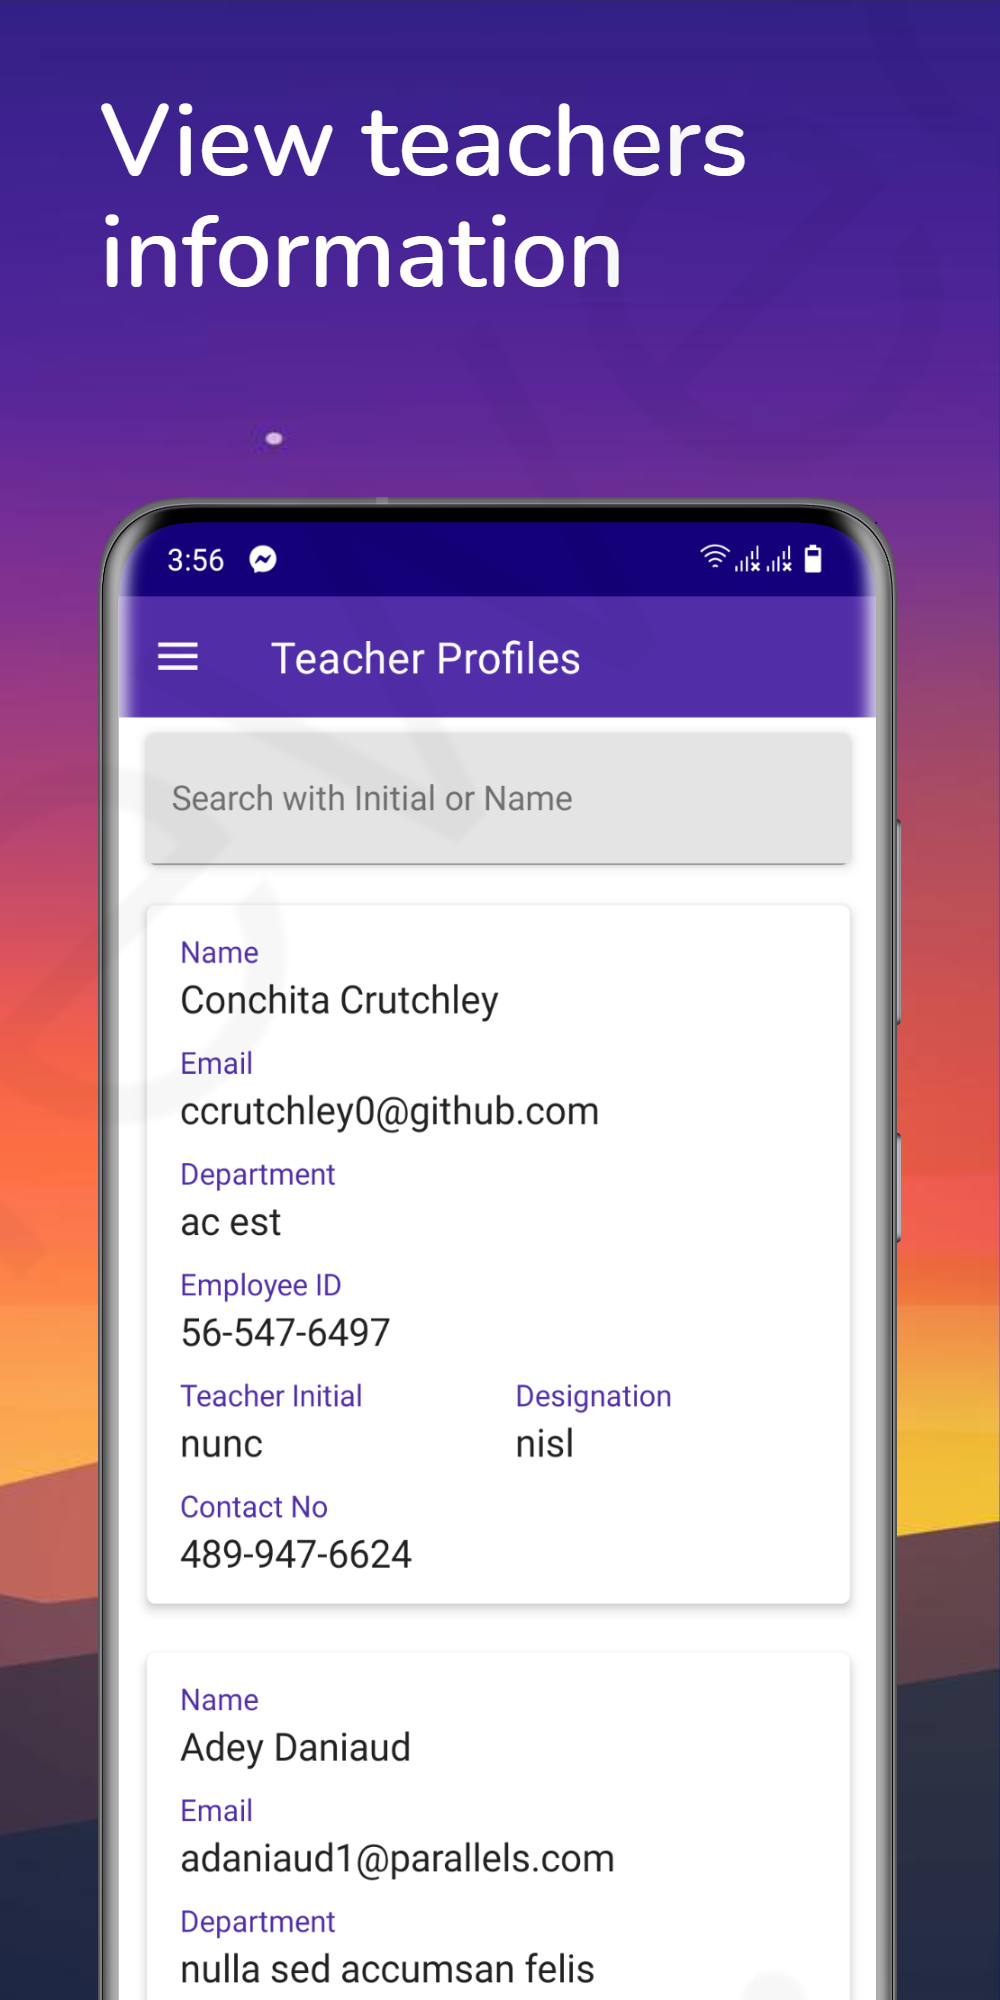 View teachers
information
3:56
Teacher Profiles
Search with Initial or Name
Name
Conchita Crutchley
Email
ccrutchley0@github.com
Department
ac est
Employee ID
56-547-6497
Teacher Initial Designation
nunc nisl
Contact No
489-947-6624
Name
Adey Daniaud
Email
adaniaud1@parallels.com
Department
nulla sed accumsan felis